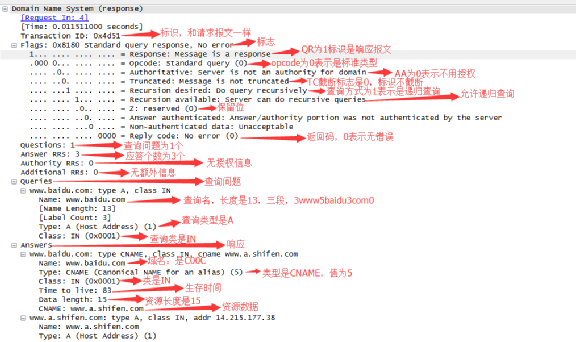 Domain Name System (response)
[Request In: 4]
[Time: 0.011511000 seconds]
Transaction ID: 0x4d51 标识，和请求报文一样
Flags: 0x8180 Standard query response, No error 标志
1... .... .... .... = Response: Message is a response QR为1标识是响应报文
.000 0... .... .... = Opcode: Standard query (0) opcode为0表示是标准类型
.... .0.. .... .... = Authoritative: Server is not an authority for domain AA为0表示不用授权
.... ..0. .... .... = Truncated: Message is not truncated TC截断标志是0，标识不截断
.... ...1 .... .... = Recursion desired: Do query recursively 查询方式为1表示是递归查询
.... .... 1... .... = Recursion available: Server can do recursive queries 允许递归查询
.... .... .0.. .... = Z: reserved (0) 保留位
.... .... ..0. .... = Answer authenticated: Answer/authority portion was not authenticated by the server
.... .... ...0 .... = Non-authenticated data: Unacceptable
.... .... .... 0000 = Reply code: No error (0) 返回码，0表示无错误
Questions: 1 查询问题为1个
Answer RRs: 3 应答个数为3个
Authority RRs: 0 无授权信息
Additional RRs: 0 无额外信息
Queries 查询问题
www.baidu.com: type A, class IN
Name: www.baidu.com 查询名，长度是13，三段，3www5baidu3com0
[Name Length: 13]
[Label Count: 3]
Type: A (Host Address) (1) 查询类型是A
Class: IN (0x0001) 查询类是IN
Answers 响应
www.baidu.com: type CNAME, class IN, cname www.a.shifen.com
Name: www.baidu.com 域名：是C00C
Type: CNAME (Canonical NAME for an alias) (5) 类型是CNAME，值为5
Class: IN (0x0001) 类是IN
Time to live: 83 生存时间
Data length: 15 资源长度是15
CNAME: www.a.shifen.com 资源数据
www.a.shifen.com: type A, class IN, addr 14.215.177.38
Name: www.a.shifen.com
Type: A (Host Address) (1)